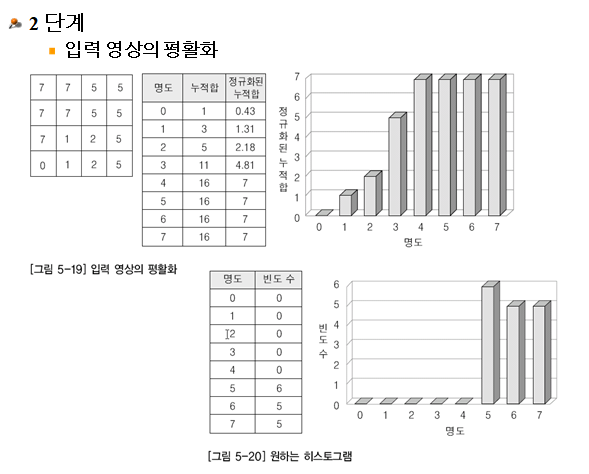 2 단계
입력 영상의 평활화
7 7 5 5
7 7 5 5
7 1 2 5
0 1 2 5
명도 누적합 정규화된 누적합
0 1 0.43
1 3 1.31
2 5 2.18
3 11 4.81
4 16 7
5 16 7
6 16 7
7 16 7
정규화된 누적합
7
6
5
4
3
2
1
0
0 1 2 3 4 5 6 7
명도
[그림 5-19] 입력 영상의 평활화
명도 빈도 수
0 0
1 0
2 0
3 0
4 0
5 6
6 5
7 5
빈도수
6
5
4
3
2
1
0
0 1 2 3 4 5 6 7
명도
[그림 5-20] 원하는 히스토그램